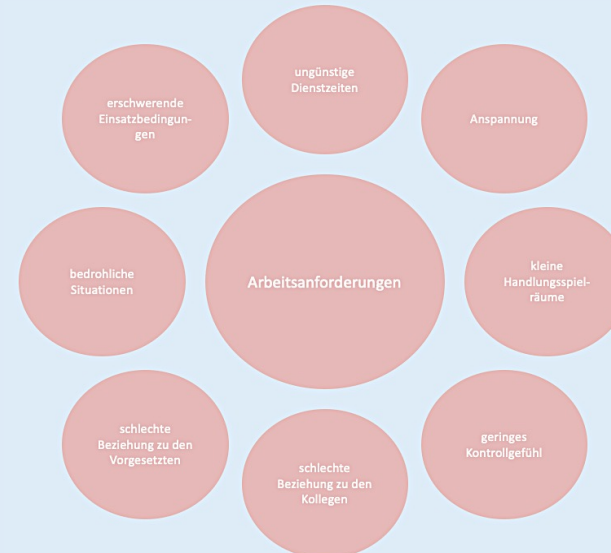 ungünstige
Dienstzeiten
erschwerende
Einsatzbedingun-
gen
Anspannung
bedrohliche
Situationen
Arbeitsanforderungen
kleine
Handlungsspiel-
räume
schlechte
Beziehung zu den
Vorgesetzten
geringes
Kontrollgefühl
schlechte
Beziehung zu den
Kollegen